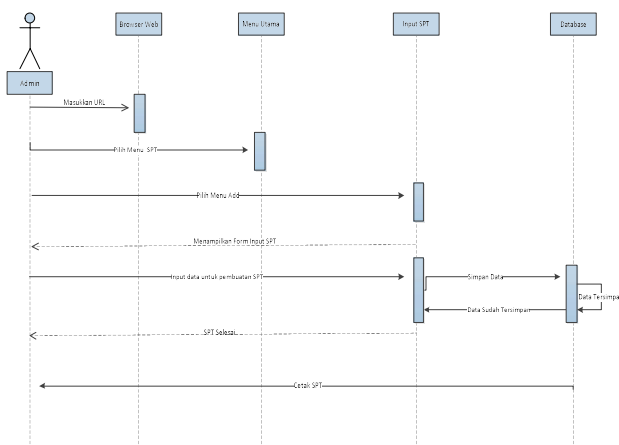 Browser Web
Menu Utama
Input SPT
Database
Admin
Masukkan URL
Pilih Menu SPT
Pilih Menu Add
Menampilkan Form Input SPT
Input data untuk pembuatan SPT
Simpan Data
Data Tersimpa
Data Sudah Tersimpan
SPT Selesai
Cetak SPT